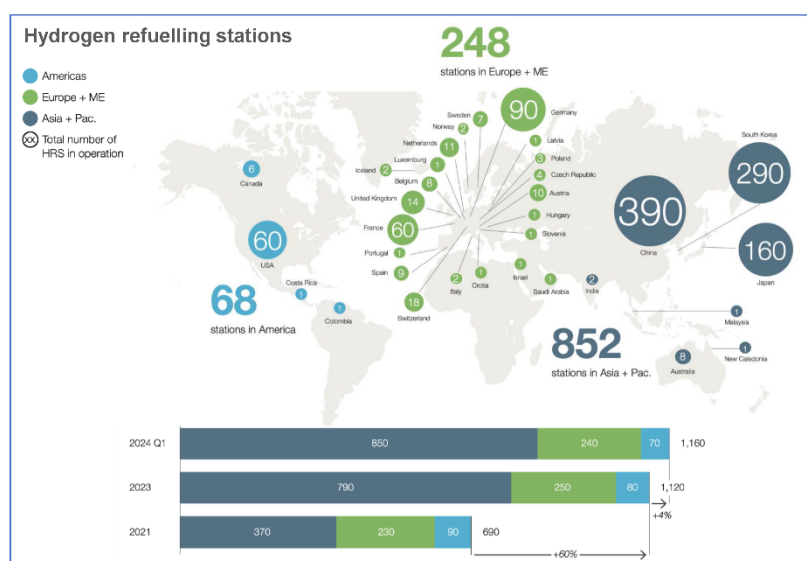 Hydrogen refuelling stations
Americas
Europe + ME
Asia + Pac.
XX Total number of
HRS in operation
248
stations in Europe + ME
Sweden
7
Norway
2
90
Germany
Netherlands
11
1
Latvia
Luxemburg
1
3
Poland
Iceland
2
4
Czech Republic
Belgium
8
10
Austria
United Kingdom
14
1
Hungary
France
60
1
Slovenia
Portugal
1
Spain
9
18
Switzerland
2
Italy
1
Crotia
1
Israel
1
Saudi Arabia
6
Canada
60
USA
Costa Rica
1
1
Colombia
68
stations in America
South Korea
290
390
China
160
Japan
2
India
1
Malaysia
1
New Caledonia
8
Australia
852
stations in Asia + Pac.
2024 Q1
850
240
70
1,160
2023
790
250
80
1,120
+4%
2021
370
230
90
690
+60%